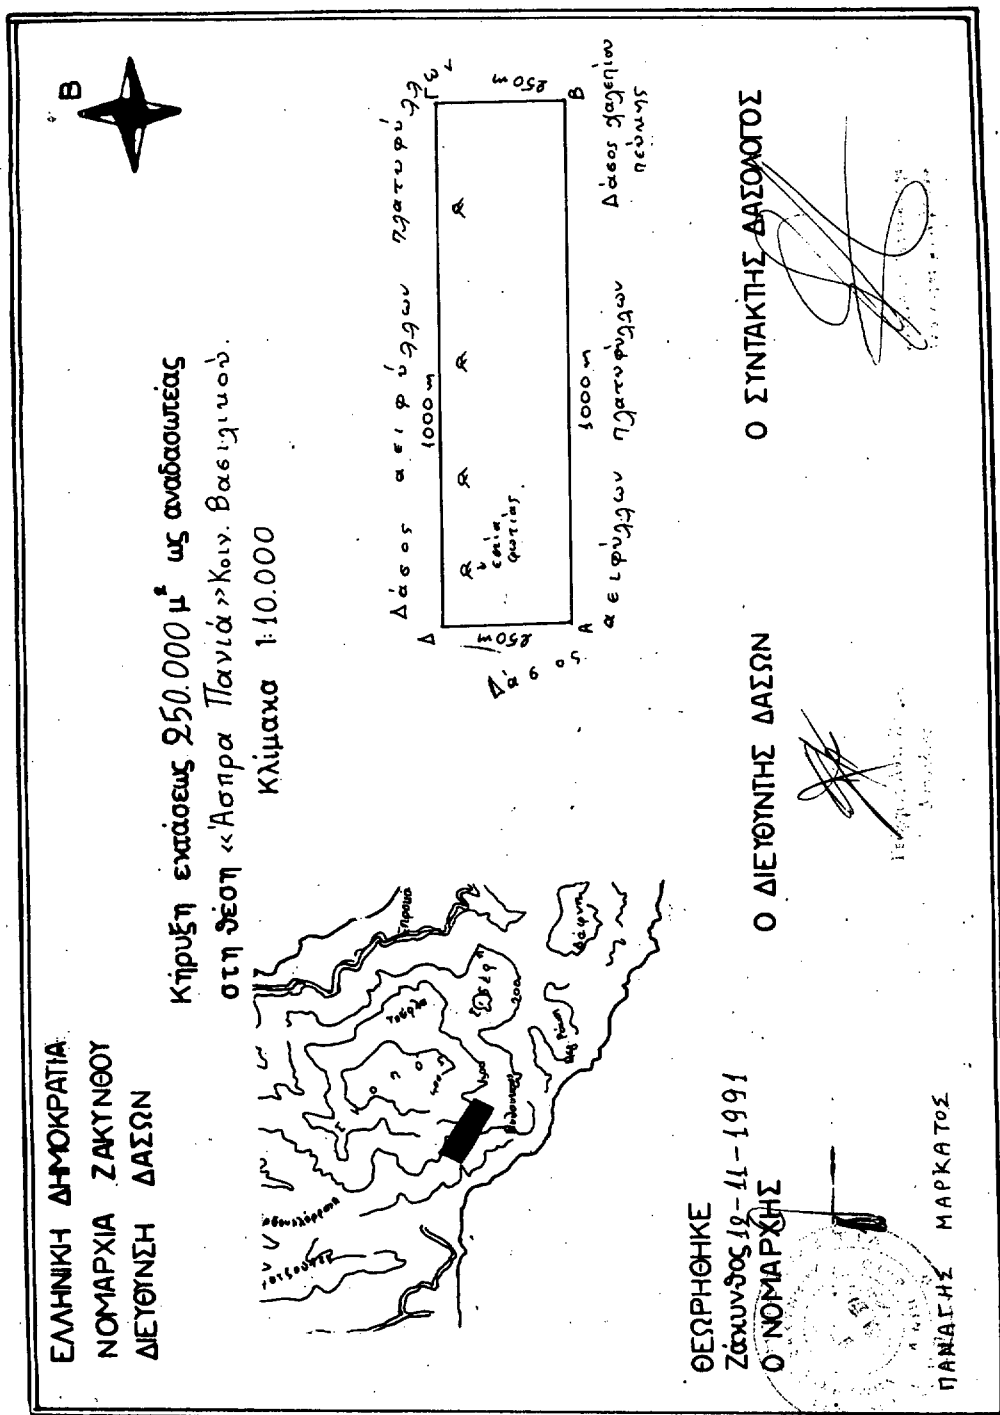 ΕΛΛΗΝΙΚΗ ΔΗΜΟΚΡΑΤΙΑ
ΝΟΜΑΡΧΙΑ ΖΑΚΥΝΘΟΥ
ΔΙΕΥΘΥΝΣΗ ΔΑΣΩΝ
Β
Κήρυξη εκτάσεως 250.000 μ² ως αναδασωτέας
στη θέση «Άσπρα Πανιά» Κοιν. Βασιλικού.
Κλίμακα 1:10.000
Δάσος αειφύλλων πλατυφύλλων
Δ
1000 m
Γ
250 m
250 m
εστία
φωτιάς.
Α
1000 m
Β
Δάσος
αειφύλλων πλατυφύλλων
Δάσος χαλεπίου
πεύκης
200
Δάφνη
ΘΕΩΡΗΘΗΚΕ
Ζάκυνθος 12-11-1991
Ο ΝΟΜΑΡΧΗΣ
ΠΑΝΑΓΗΣ ΜΑΡΚΑΤΟΣ
Ο ΔΙΕΥΘΥΝΤΗΣ ΔΑΣΩΝ
Ο ΣΥΝΤΑΚΤΗΣ ΔΑΣΟΛΟΓΟΣ